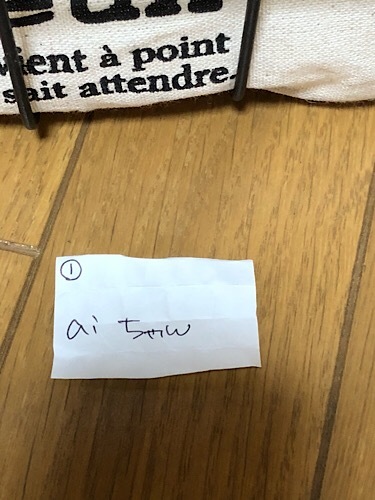 vient à point
sait attendre.
①
ai ちゃん